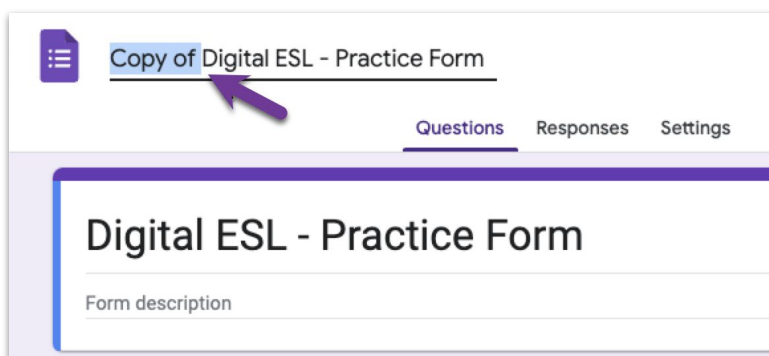 Copy of Digital ESL - Practice Form
Questions Responses Settings
Digital ESL - Practice Form
Form description